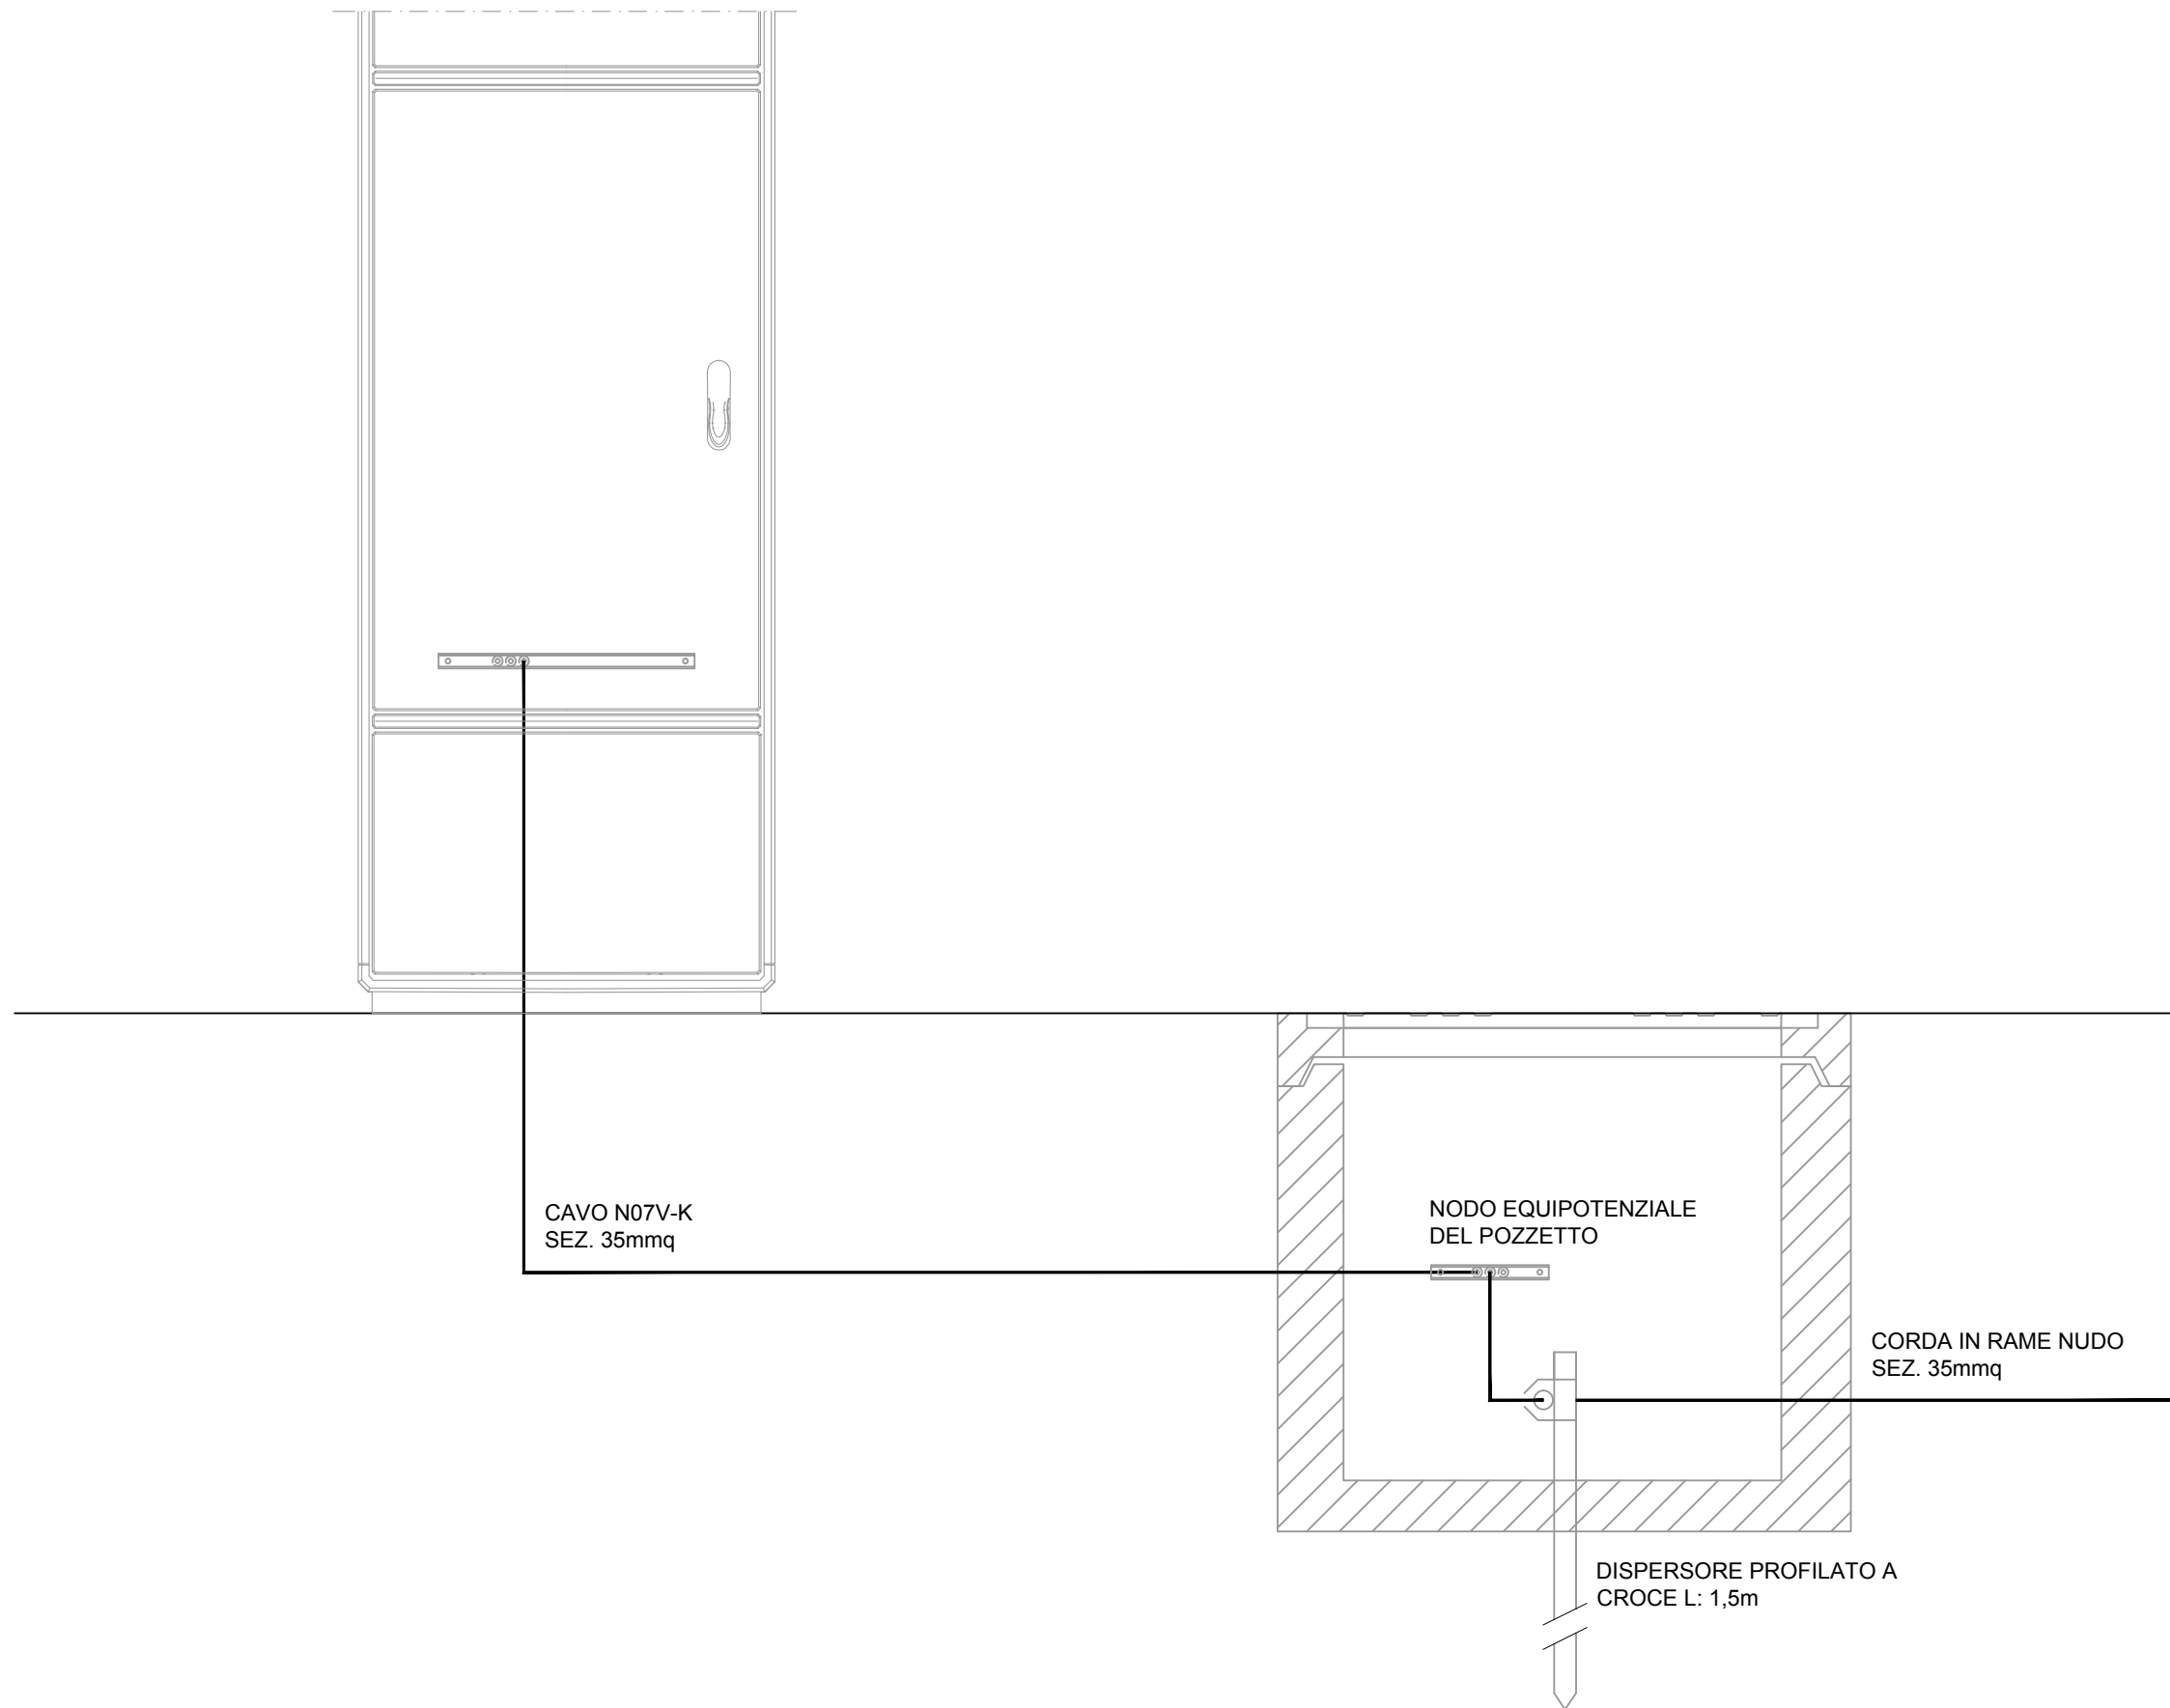 CAVO N07V-K
SEZ. 35mmq
NODO EQUIPOTENZIALE
DEL POZZETTO
CORDA IN RAME NUDO
SEZ. 35mmq
DISPERSORE PROFILATO A
CROCE L: 1,5m